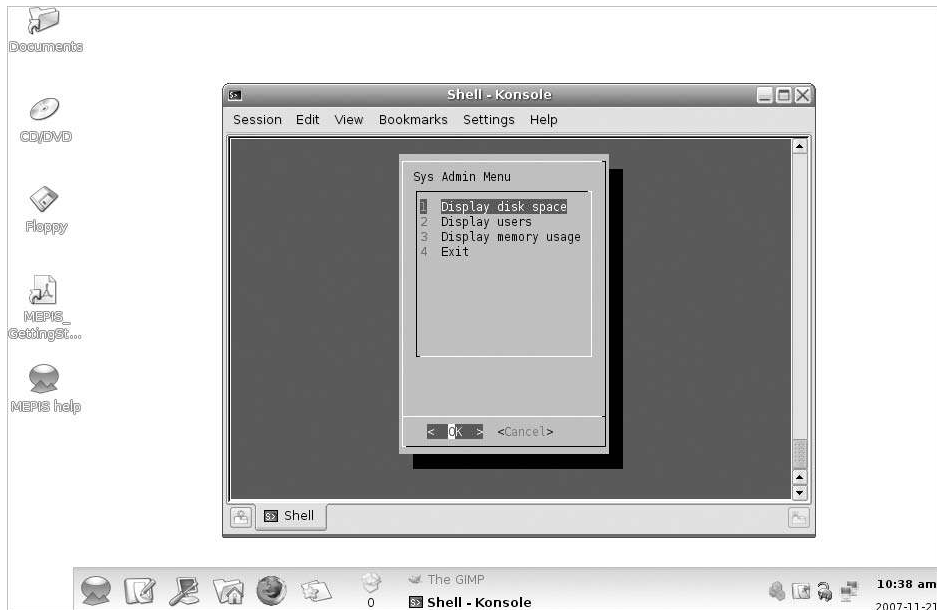 Documents
CD/DVD
Floppy
MEPIS_
GettingSt...
MEPIS help
Shell - Konsole
Session Edit View Bookmarks Settings Help
Sys Admin Menu
1 Display disk space
2 Display users
3 Display memory usage
4 Exit
< OK > <Cancel>
Shell
0
The GIMP
Shell - Konsole
10:38 am
2007-11-21